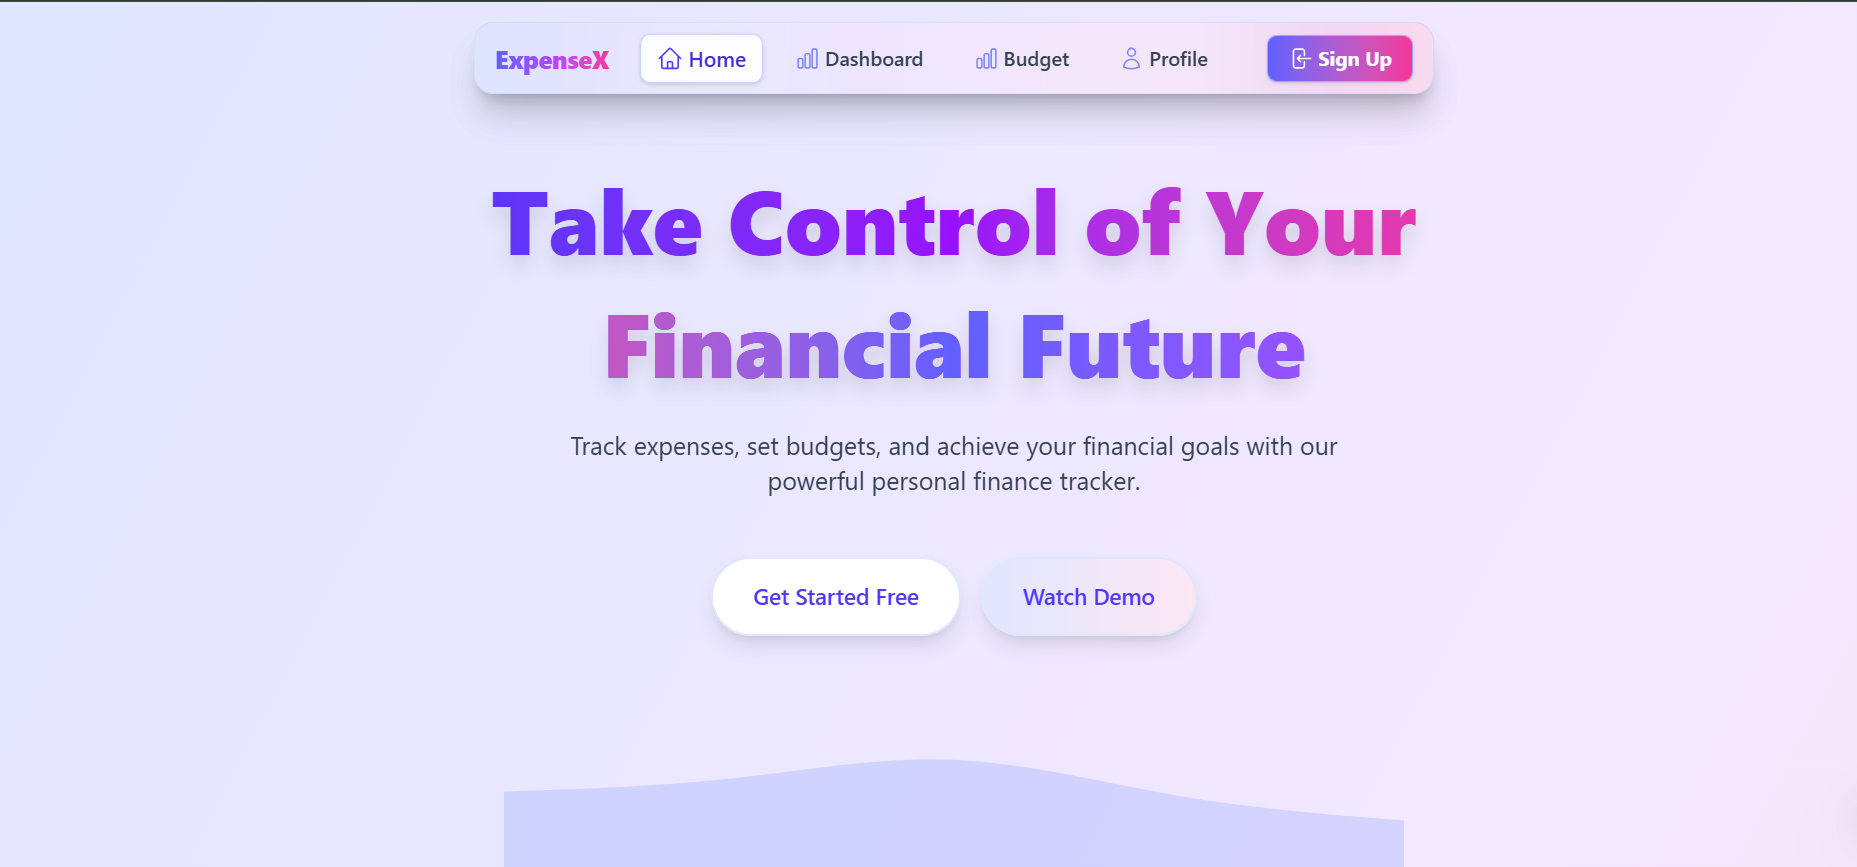 ExpenseX Home Dashboard Budget Profile Sign Up
Take Control of Your
Financial Future
Track expenses, set budgets, and achieve your financial goals with our
powerful personal finance tracker.
Get Started Free Watch Demo